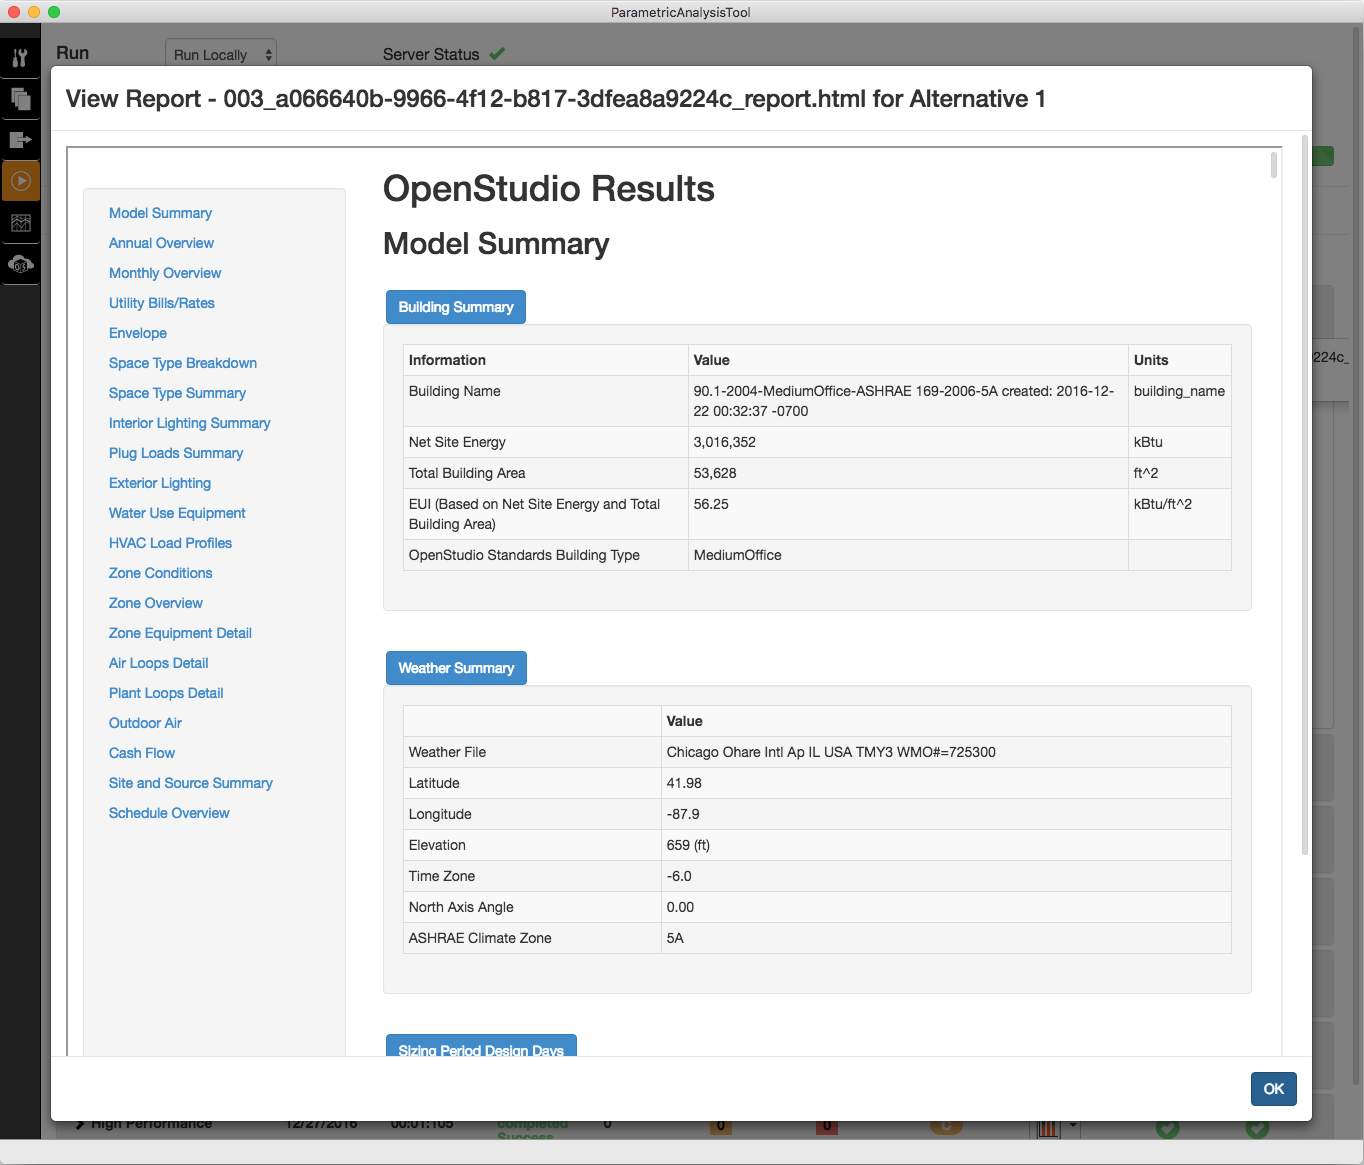 ParametricAnalysisTool
Run
Run Locally
Server Status
View Report - 003_a066640b-9966-4f12-b817-3dfea8a9224c_report.html for Alternative 1
Model Summary
Annual Overview
Monthly Overview
Utility Bills/Rates
Envelope
Space Type Breakdown
Space Type Summary
Interior Lighting Summary
Plug Loads Summary
Exterior Lighting
Water Use Equipment
HVAC Load Profiles
Zone Conditions
Zone Overview
Zone Equipment Detail
Air Loops Detail
Plant Loops Detail
Outdoor Air
Cash Flow
Site and Source Summary
Schedule Overview
OpenStudio Results
Model Summary
Building Summary
Information Value Units
Building Name 90.1-2004-MediumOffice-ASHRAE 169-2006-5A created: 2016-12-22 00:32:37 -0700 building_name
Net Site Energy 3,016,352 kBtu
Total Building Area 53,628 ft^2
EUI (Based on Net Site Energy and Total Building Area) 56.25 kBtu/ft^2
OpenStudio Standards Building Type MediumOffice
Weather Summary
Value
Weather File Chicago Ohare Intl Ap IL USA TMY3 WMO#=725300
Latitude 41.98
Longitude -87.9
Elevation 659 (ft)
Time Zone -6.0
North Axis Angle 0.00
ASHRAE Climate Zone 5A
Sizing Period Design Days
224c_
OK
High Performance 12/27/2016 00:01:105 completed 0 0 0 C
Success